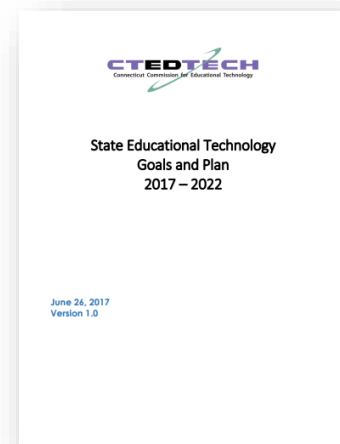 CTEDTECH
Connecticut Commission for Educational Technology
State Educational Technology
Goals and Plan
2017 – 2022
June 26, 2017
Version 1.0